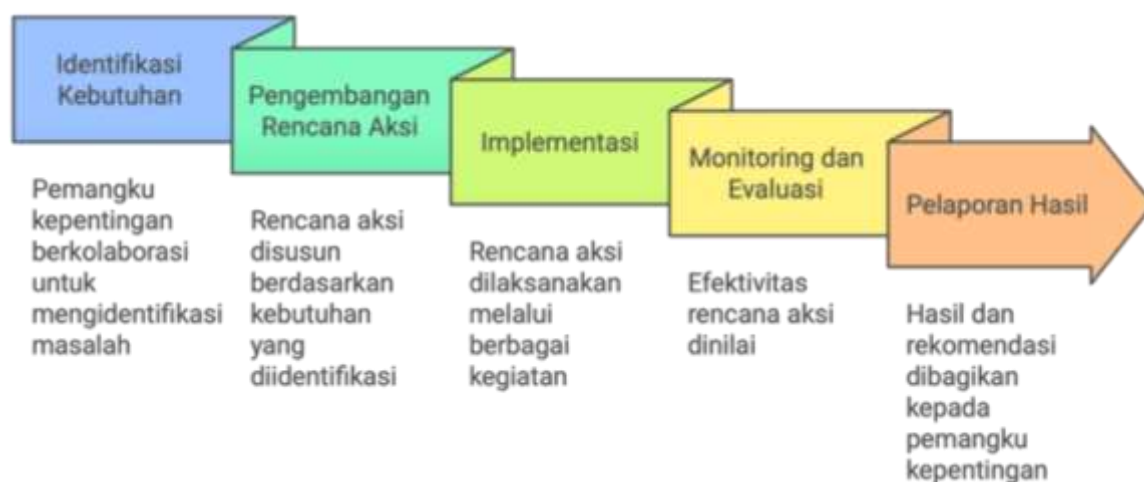 Identifikasi
Kebutuhan
Pemangku
kepentingan
berkolaborasi
untuk
mengidentifikasi
masalah
Pengembangan
Rencana Aksi
Rencana aksi
disusun
berdasarkan
kebutuhan
yang
diidentifikasi
Implementasi
Rencana aksi
dilaksanakan
melalui
berbagai
kegiatan
Monitoring dan
Evaluasi
Efektivitas
rencana aksi
dinilai
Pelaporan Hasil
Hasil dan
rekomendasi
dibagikan
kepada
pemangku
kepentingan